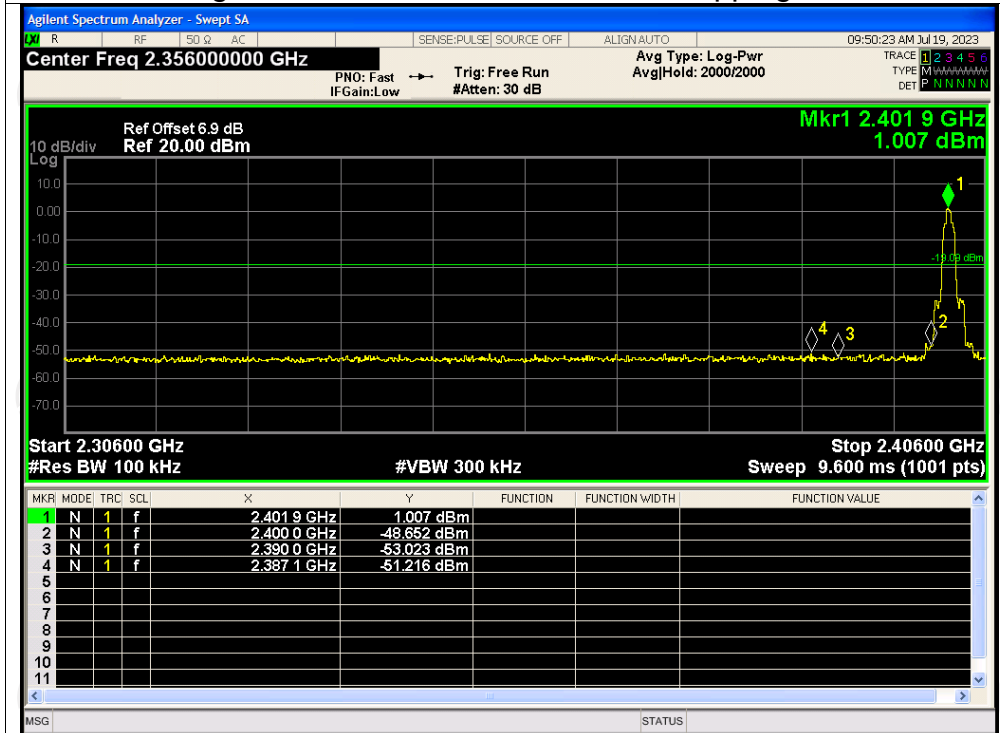 Agilent Spectrum Analyzer - Swept SA
LXI R RF 50 Ω AC SENSE:PULSE SOURCE OFF ALIGN AUTO 09:50:23 AM Jul 19, 2023
Center Freq 2.356000000 GHz
PNO: Fast
IFGain:Low
Trig: Free Run
#Atten: 30 dB
Avg Type: Log-Pwr
Avg|Hold: 2000/2000
TRACE 1 2 3 4 5 6
TYPE M
DET P N N N N N
Mkr1 2.401 9 GHz
1.007 dBm
Ref Offset 6.9 dB
10 dB/div Ref 20.00 dBm
Log
10.0
0.00
-10.0
-20.0
-30.0
-40.0
-50.0
-60.0
-70.0
1
-19.09 dBm
4 3 2
Start 2.30600 GHz Stop 2.40600 GHz
#Res BW 100 kHz #VBW 300 kHz Sweep 9.600 ms (1001 pts)
MKR MODE TRC SCL X Y FUNCTION FUNCTION WIDTH FUNCTION VALUE
1 N 1 f 2.401 9 GHz 1.007 dBm
2 N 1 f 2.400 0 GHz -48.652 dBm
3 N 1 f 2.390 0 GHz -53.023 dBm
4 N 1 f 2.387 1 GHz -51.216 dBm
5
6
7
8
9
10
11
MSG STATUS